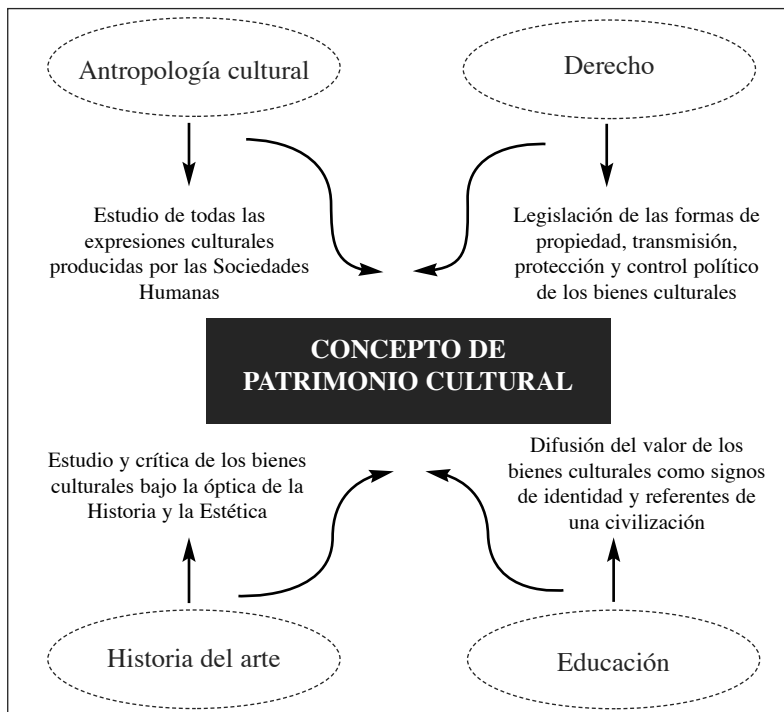 Antropología cultural
Derecho
Estudio de todas las
expresiones culturales
producidas por las Sociedades
Humanas
Legislación de las formas de
propiedad, transmisión,
protección y control político
de los bienes culturales
CONCEPTO DE
PATRIMONIO CULTURAL
Estudio y crítica de los bienes
culturales bajo la óptica de la
Historia y la Estética
Difusión del valor de los
bienes culturales como signos
de identidad y referentes de
una civilización
Historia del arte
Educación